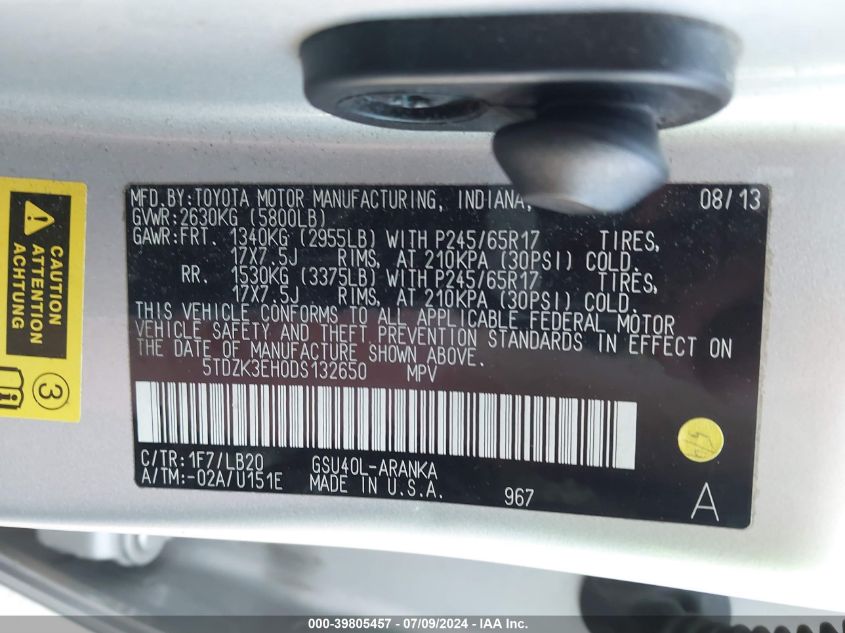 MFD.BY:TOYOTA MOTOR MANUFACTURING, INDIANA, 08/13
GVWR:2630KG (5800LB)
GAWR:FRT. 1340KG (2955LB) WITH P245/65R17 TIRES,
17X7.5J RIMS, AT 210KPA (30PSI) COLD.
RR. 1530KG (3375LB) WITH P245/65R17 TIRES,
17X7.5J RIMS, AT 210KPA (30PSI) COLD.
THIS VEHICLE CONFORMS TO ALL APPLICABLE FEDERAL MOTOR
VEHICLE SAFETY AND THEFT PREVENTION STANDARDS IN EFFECT ON
THE DATE OF MANUFACTURE SHOWN ABOVE.
5TDZK3EH0DS132650 MPV
C/TR:1F7/LB20 GSU40L-ARANKA
A/TM:-02A/U151E MADE IN U.S.A. 967
A
CAUTION
ATTENTION
ACHTUNG
3
000-39805457 - 07/09/2024 - IAA Inc.